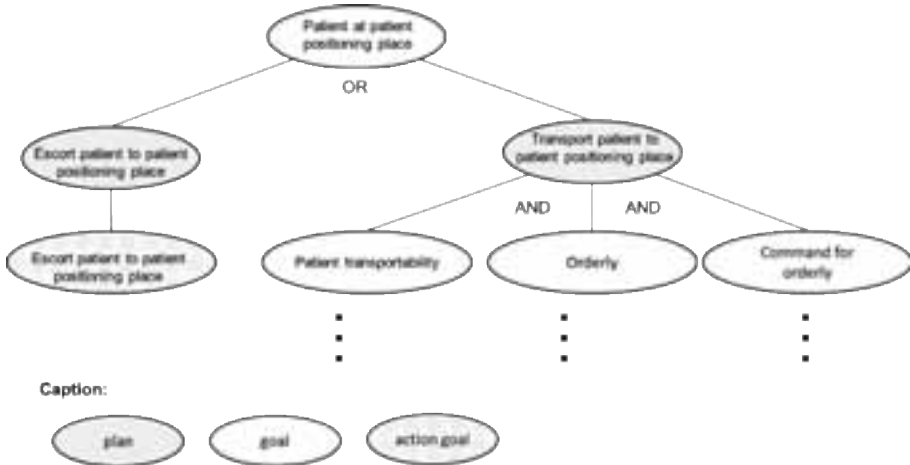 Patient at patient
positioning place
OR
Escort patient to patient
positioning place
Transport patient to
patient positioning place
AND
AND
Escort patient to patient
positioning place
Patient transportability
Orderly
Command for
orderly
Caption:
plan
goal
action goal